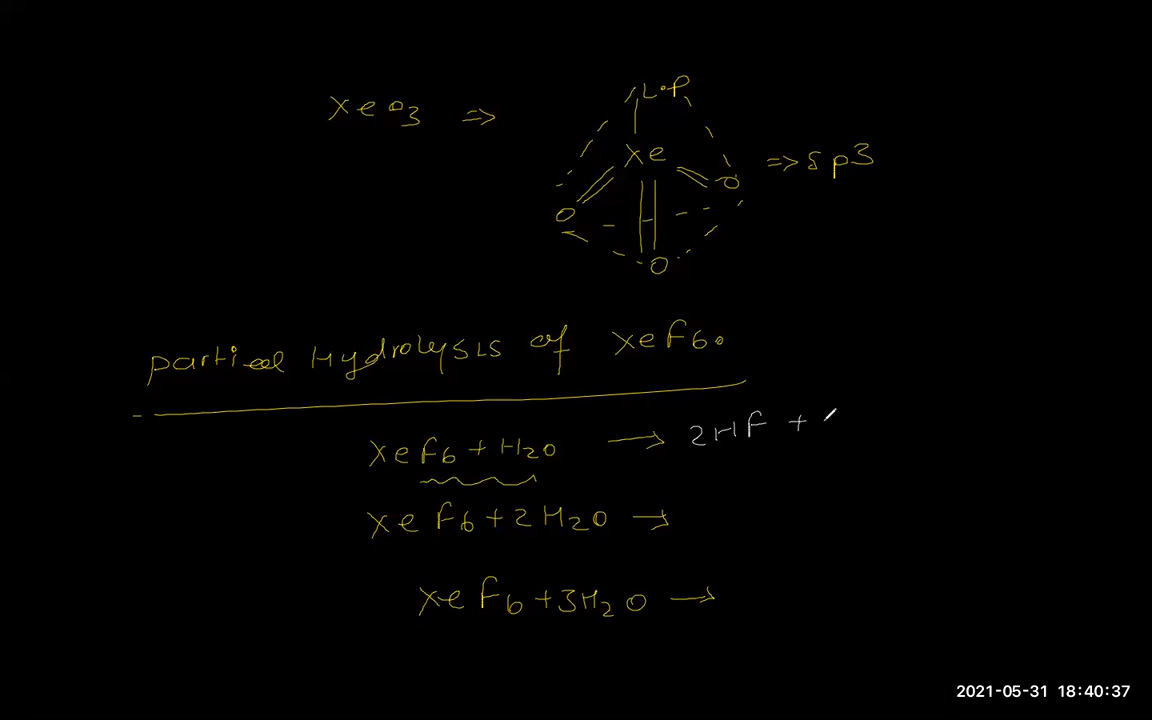 XeO3 ⇒
L.P
Xe ⇒ sp3
O
O
O
partial Hydrolysis of XeF6.
XeF6 + H2O → 2HF +
XeF6 + 2H2O →
XeF6 + 3H2O →
2021-05-31 18:40:37